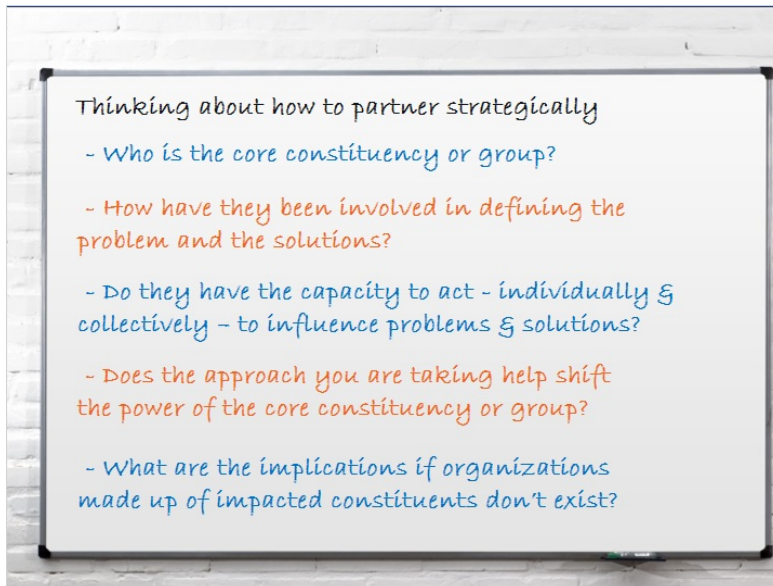 Thinking about how to partner strategically
- Who is the core constituency or group?
- How have they been involved in defining the
problem and the solutions?
- Do they have the capacity to act - individually &
collectively – to influence problems & solutions?
- Does the approach you are taking help shift
the power of the core constituency or group?
- What are the implications if organizations
made up of impacted constituents don't exist?